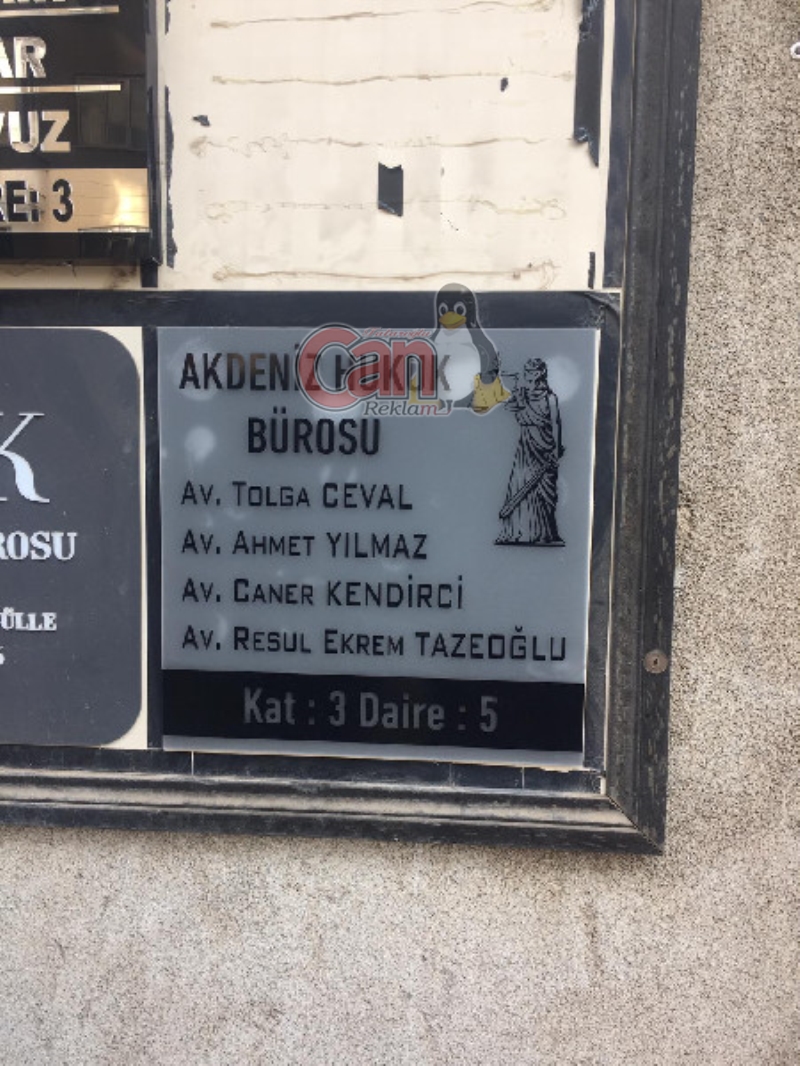 AR
VUZ
RE: 3
K
ROSU
ÜLLE
AKDENİZ HUKUK
BÜROSU
Av. Tolga CEVAL
Av. Ahmet YILMAZ
Av. Caner KENDİRCİ
Av. Resul Ekrem TAZEOĞLU
Kat : 3 Daire : 5
Can
Reklam